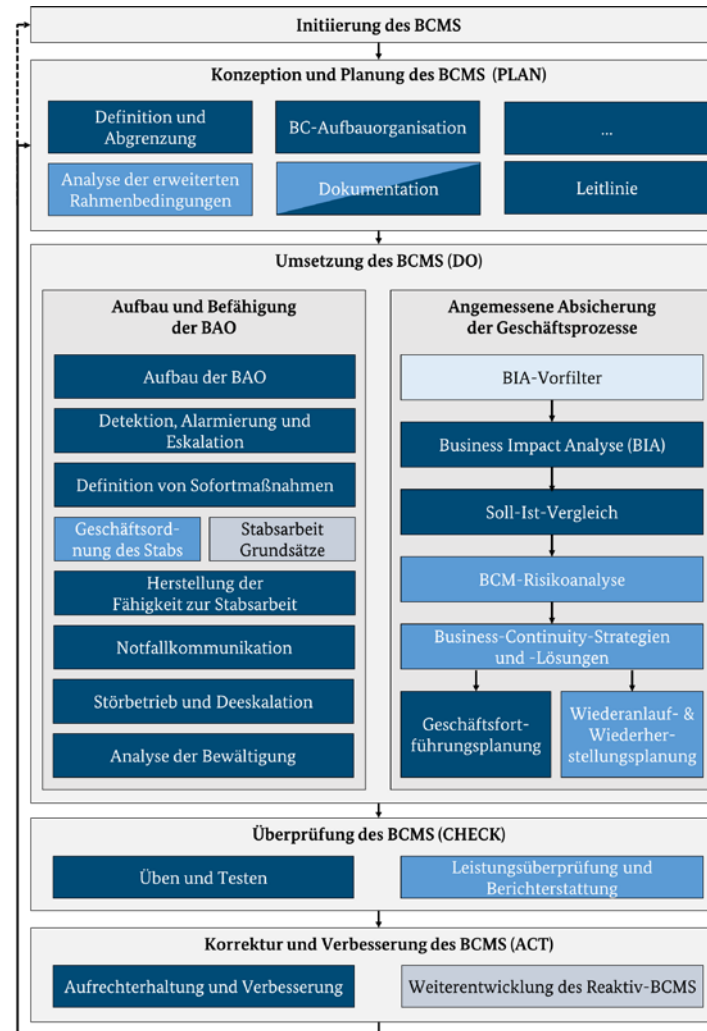 Initiierung des BCMS
Konzeption und Planung des BCMS (PLAN)
Definition und
Abgrenzung
BC-Aufbauorganisation
...
Analyse der erweiterten
Rahmenbedingungen
Dokumentation
Leitlinie
Umsetzung des BCMS (DO)
Aufbau und Befähigung
der BAO
Aufbau der BAO
Detektion, Alarmierung und
Eskalation
Definition von Sofortmaßnahmen
Geschäftsord-
nung des Stabs
Stabsarbeit
Grundsätze
Herstellung der
Fähigkeit zur Stabsarbeit
Notfallkommunikation
Störbetrieb und Deeskalation
Analyse der Bewältigung
Angemessene Absicherung
der Geschäftsprozesse
BIA-Vorfilter
Business Impact Analyse (BIA)
Soll-Ist-Vergleich
BCM-Risikoanalyse
Business-Continuity-Strategien
und -Lösungen
Geschäftsfort-
führungsplanung
Wiederanlauf- &
Wiederher-
stellungsplanung
Überprüfung des BCMS (CHECK)
Üben und Testen
Leistungsüberprüfung und
Berichterstattung
Korrektur und Verbesserung des BCMS (ACT)
Aufrechterhaltung und Verbesserung
Weiterentwicklung des Reaktiv-BCMS